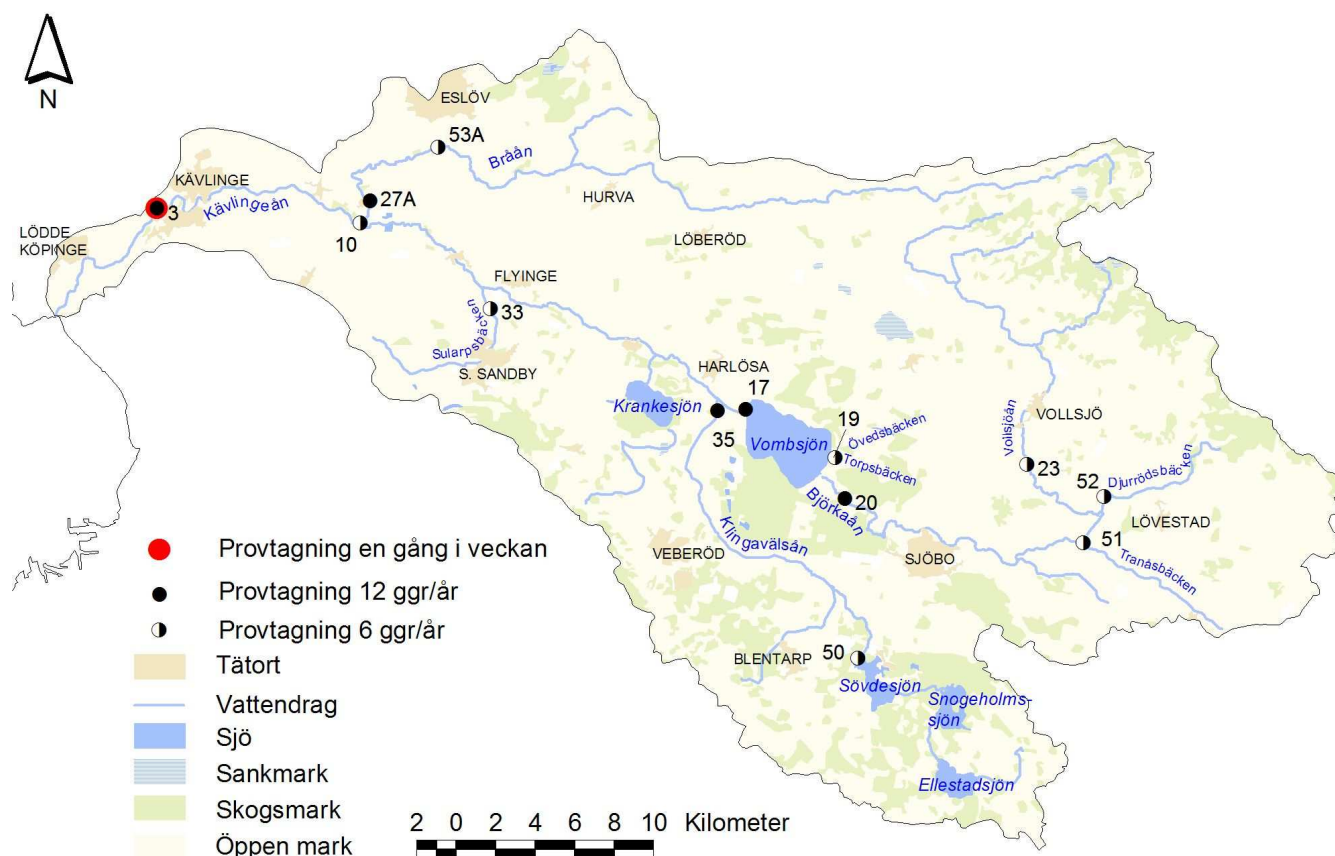 N
ESLÖV
53A
Bråån
KÄVLINGE
3
Kävlingeån
27A
10
HURVA
LÖDDE
KÖPINGE
LÖBERÖD
FLYINGE
33
Sularpsbäcken
S. SANDBY
HARLÖSA
17
Krankesjön
35
Vombsjön
19
Övedsbäcken
Torpsbäcken
VOLLSJÖ
Vollsjöån
23
52
Djurrödsbäcken
20
Björkaån
LÖVESTAD
51
Tranåsbäcken
Klingavälsån
VEBERÖD
SJÖBO
BLENTARP
50
Sövdesjön
Snogeholms-
sjön
Ellestadsjön
Provtagning en gång i veckan
Provtagning 12 ggr/år
Provtagning 6 ggr/år
Tätort
Vattendrag
Sjö
Sankmark
Skogsmark
Öppen mark
2 0 2 4 6 8 10 Kilometer